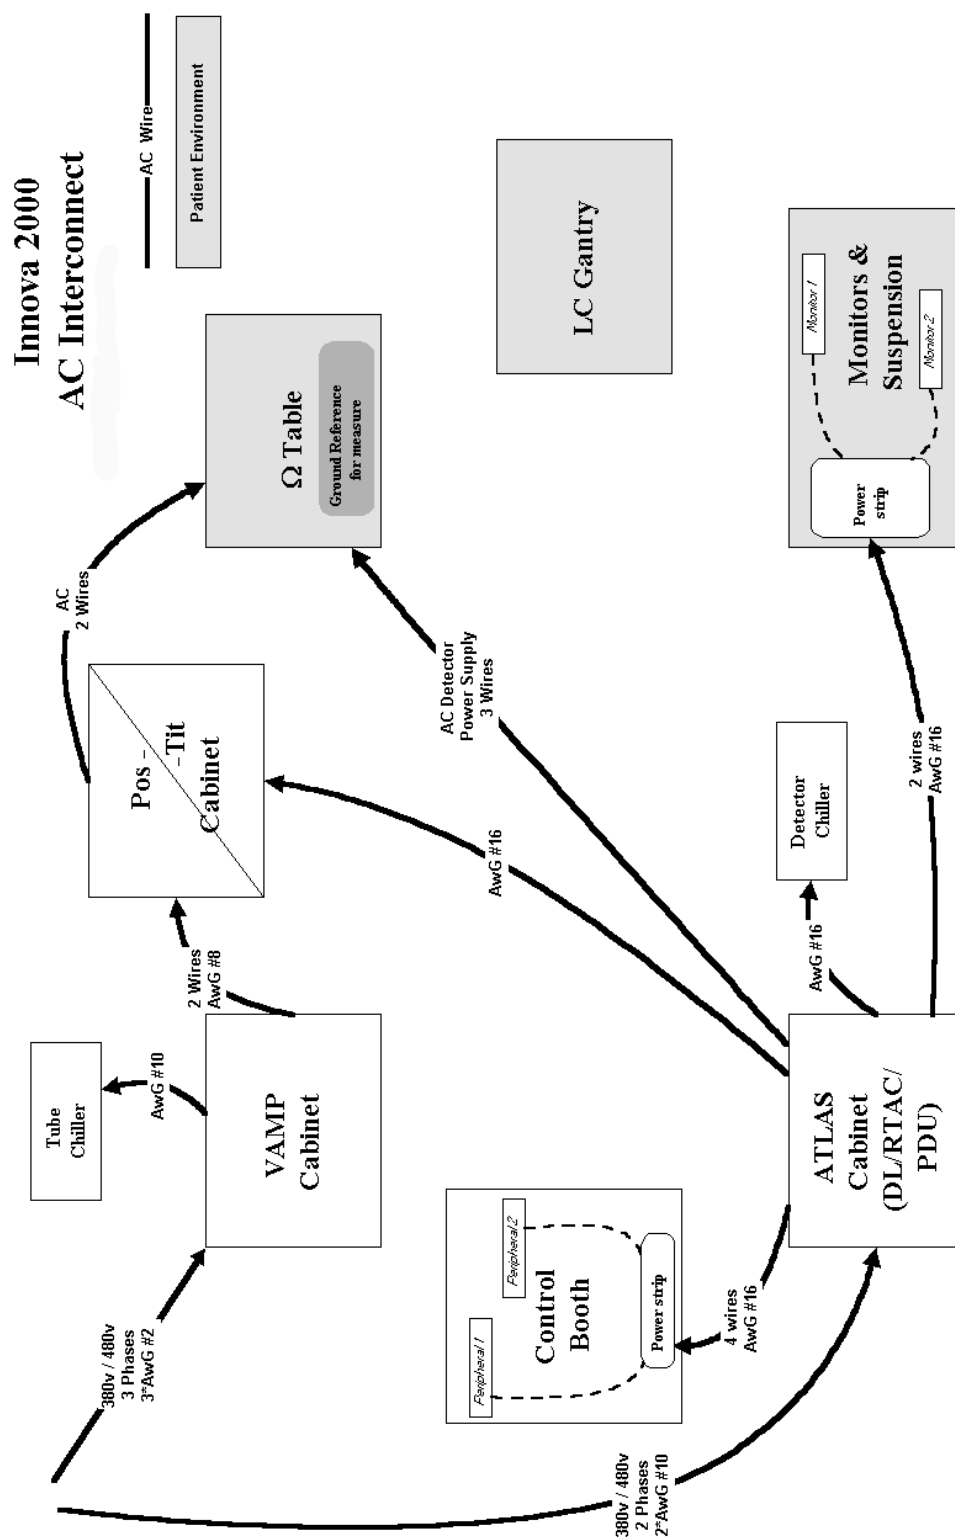 Innova 2000
AC Interconnect
AC Wire
Patient Environment
Ω Table
Ground Reference
for measure
LC Gantry
Monitors &
Suspension
Monitor 1
Monitor 2
Power
strip
AC
2 Wires
Pos -
-Tit
Cabinet
AC Detector
Power Supply
3 Wires
AwG #16
Detector
Chiller
2 wires
AwG #16
AwG #16
2 Wires
AwG #8
Tube
Chiller
AwG #10
VAMP
Cabinet
ATLAS
Cabinet
(DL/RTAC/
PDU)
Control
Booth
Peripheral 1
Peripheral 2
Power strip
4 wires
AwG #16
380v / 480v
3 Phases
3*AwG #2
380v / 480v
2 Phases
2*AwG #10